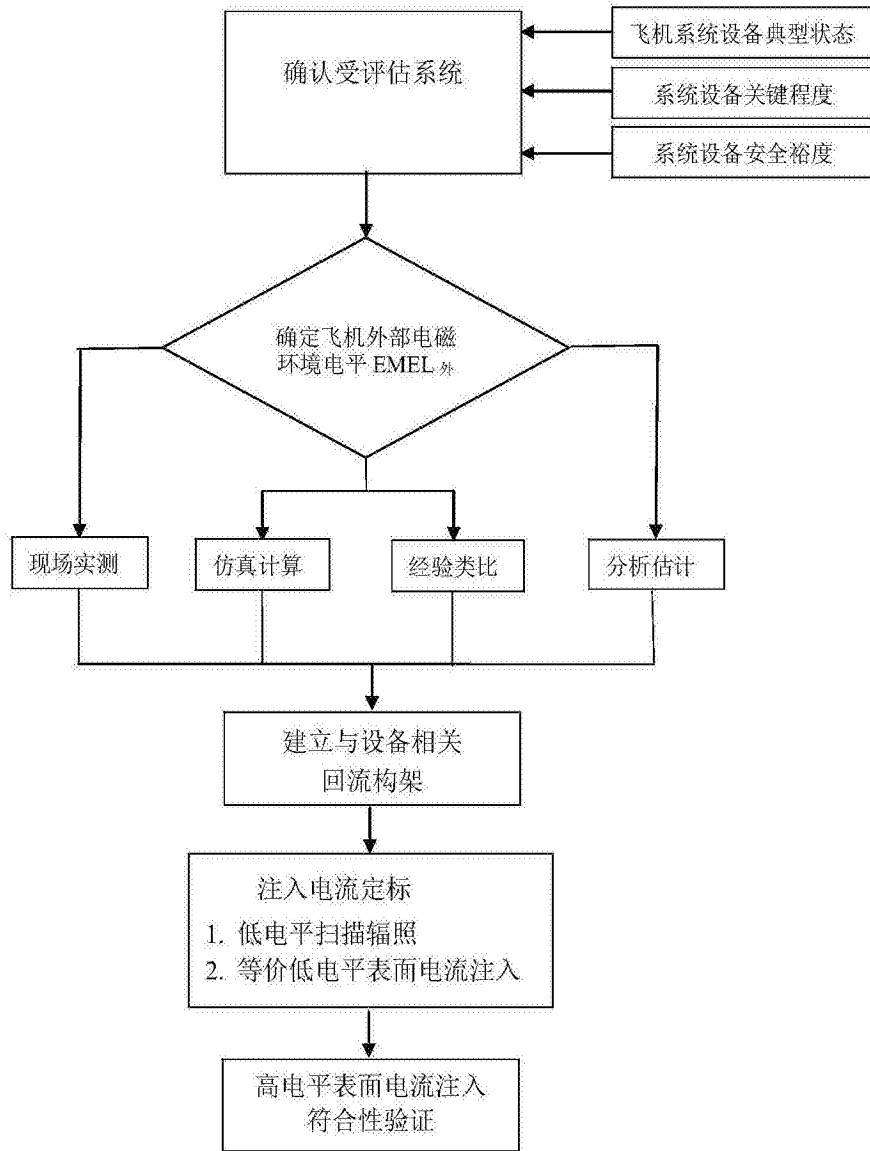 确认受评估系统
飞机系统设备典型状态
系统设备关键程度
系统设备安全裕度
确定飞机外部电磁
环境电平 EMEL 外
现场实测
仿真计算
经验类比
分析估计
建立与设备相关
回流构架
注入电流定标
1. 低电平扫描辐照
2. 等价低电平表面电流注入
高电平表面电流注入
符合性验证